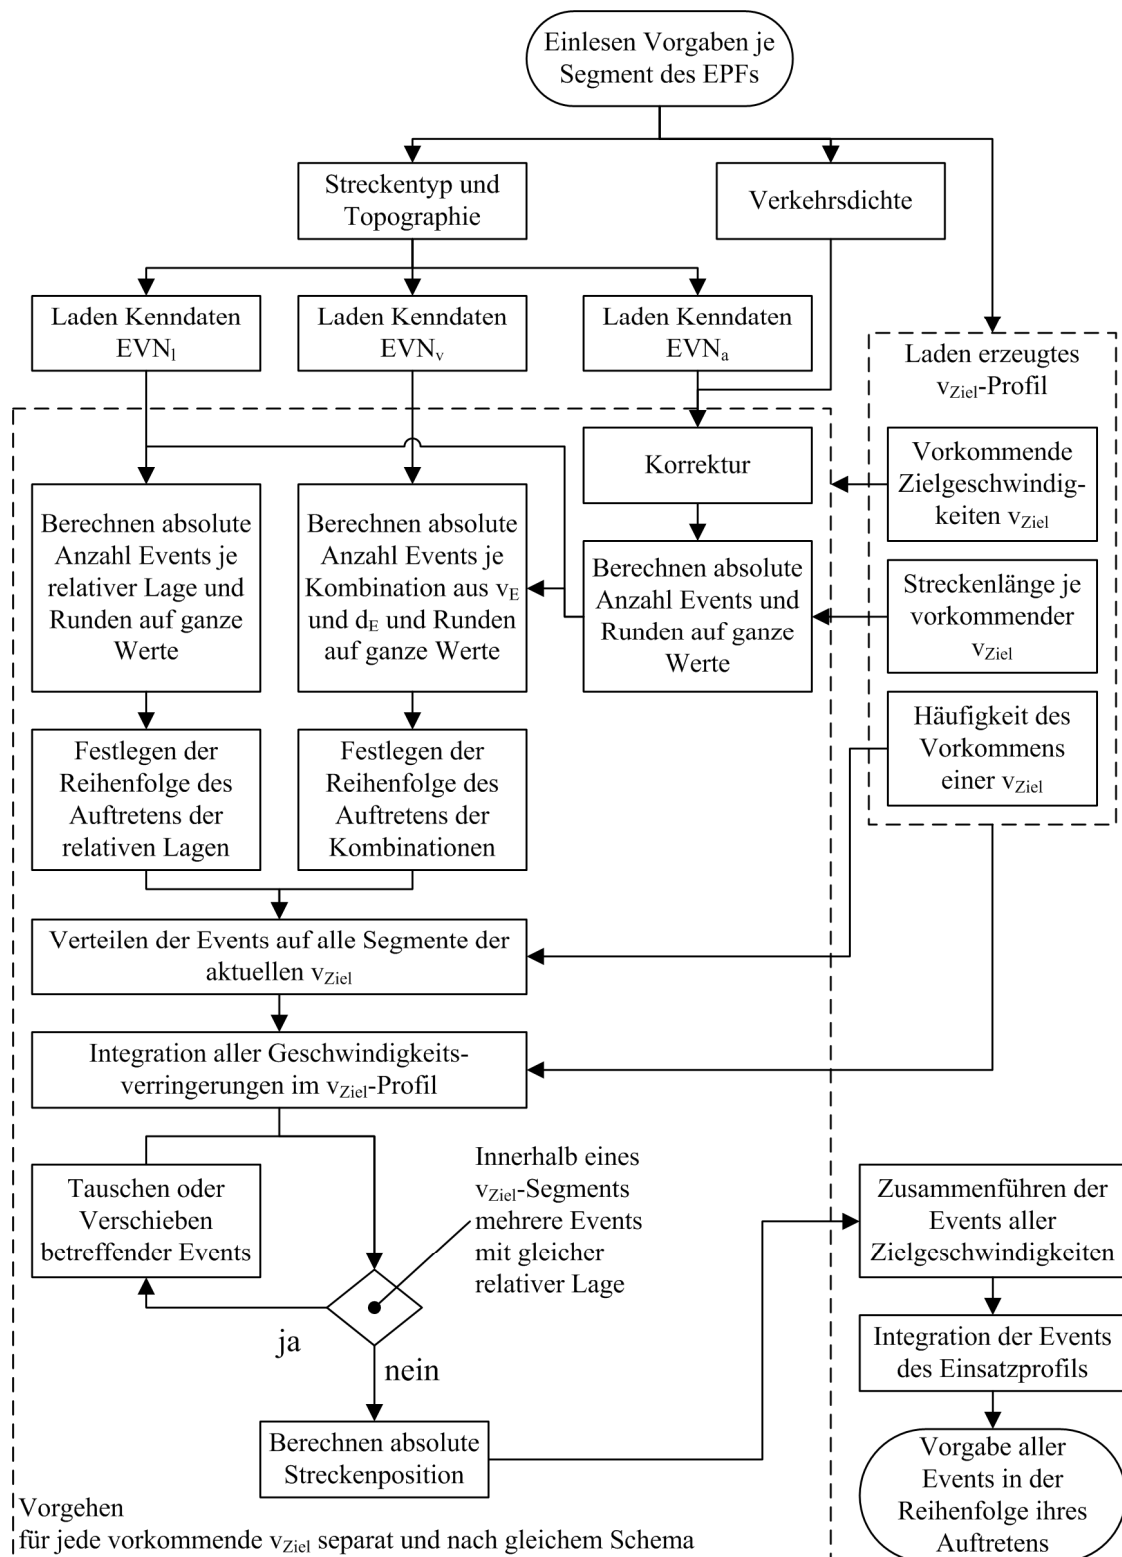 Einlesen Vorgaben je
Segment des EPFs
Streckentyp und
Topographie
Verkehrsdichte
Laden Kenndaten
EVNl
Laden Kenndaten
EVNv
Laden Kenndaten
EVNa
Laden erzeugtes
vZiel-Profil
Korrektur
Vorkommende
Zielgeschwindig-
keiten vZiel
Berechnen absolute
Anzahl Events je
relativer Lage und
Runden auf ganze
Werte
Berechnen absolute
Anzahl Events je
Kombination aus vE
und dE und Runden
auf ganze Werte
Berechnen absolute
Anzahl Events und
Runden auf ganze
Werte
Streckenlänge je
vorkommender
vZiel
Häufigkeit des
Vorkommens
einer vZiel
Festlegen der
Reihenfolge des
Auftretens der
relativen Lagen
Festlegen der
Reihenfolge des
Auftretens der
Kombinationen
Verteilen der Events auf alle Segmente der
aktuellen vZiel
Integration aller Geschwindigkeits-
verringerungen im vZiel-Profil
Tauschen oder
Verschieben
betreffender Events
Innerhalb eines
vZiel-Segments
mehrere Events
mit gleicher
relativer Lage
ja
nein
Berechnen absolute
Streckenposition
Zusammenführen der
Events aller
Zielgeschwindigkeiten
Integration der Events
des Einsatzprofils
Vorgabe aller
Events in der
Reihenfolge ihres
Auftretens
Vorgehen
für jede vorkommende vZiel separat und nach gleichem Schema